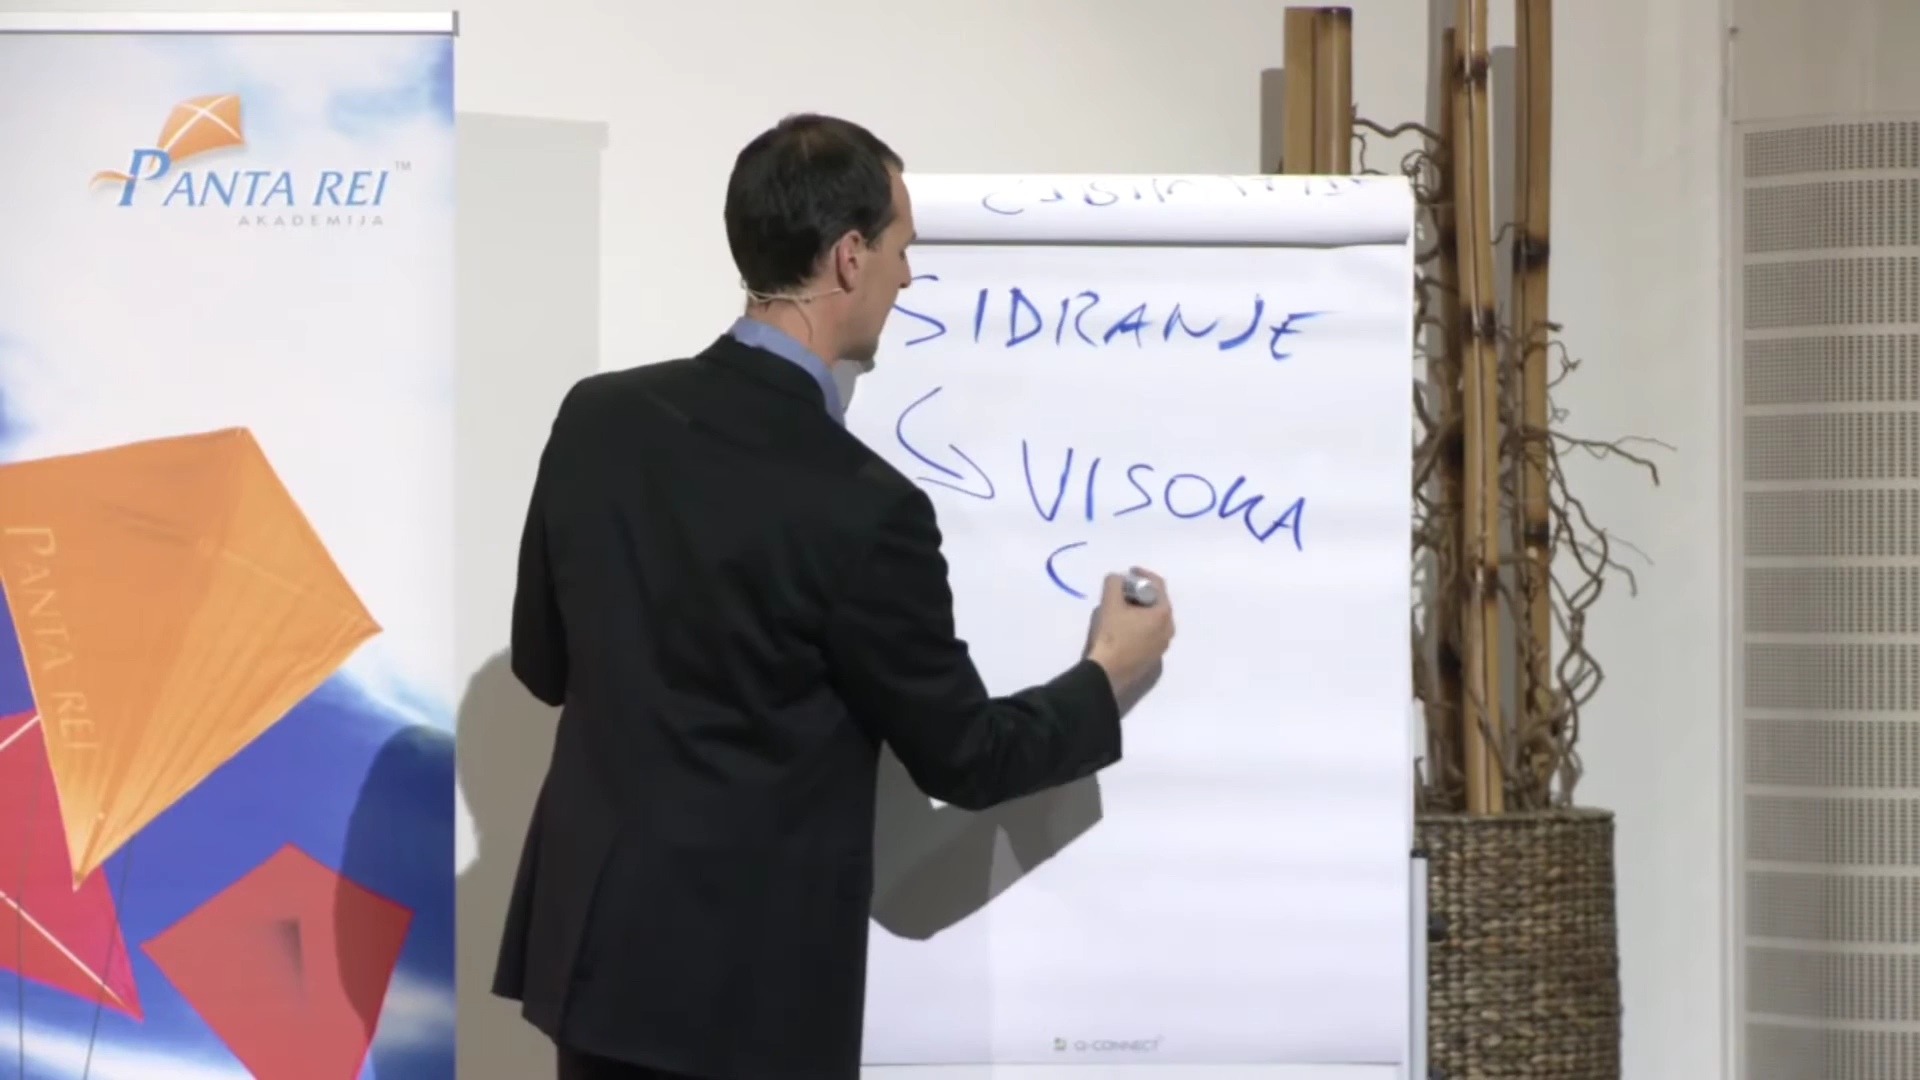 PANTA REI™
AKADEMIJA
PANTA REI
SIDRANJE
VISOKA
C
Q-CONNECT